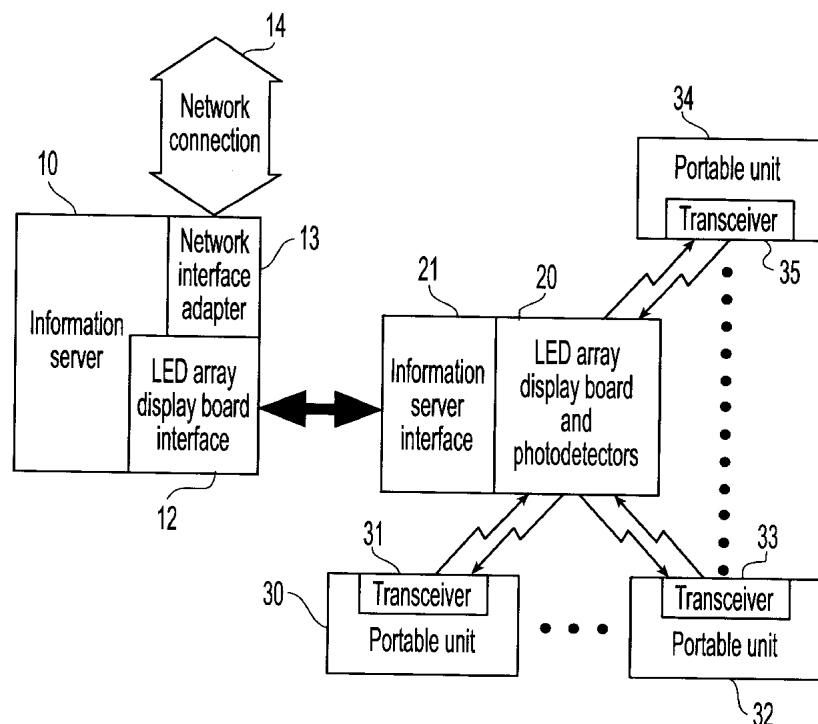 14
Network
connection
34
Portable unit
Transceiver
35
10
Network
interface
adapter
13
Information
server
LED array
display board
interface
12
21
20
Information
server
interface
LED array
display board
and
photodetectors
31
Transceiver
30
Portable unit
33
Transceiver
Portable unit
32